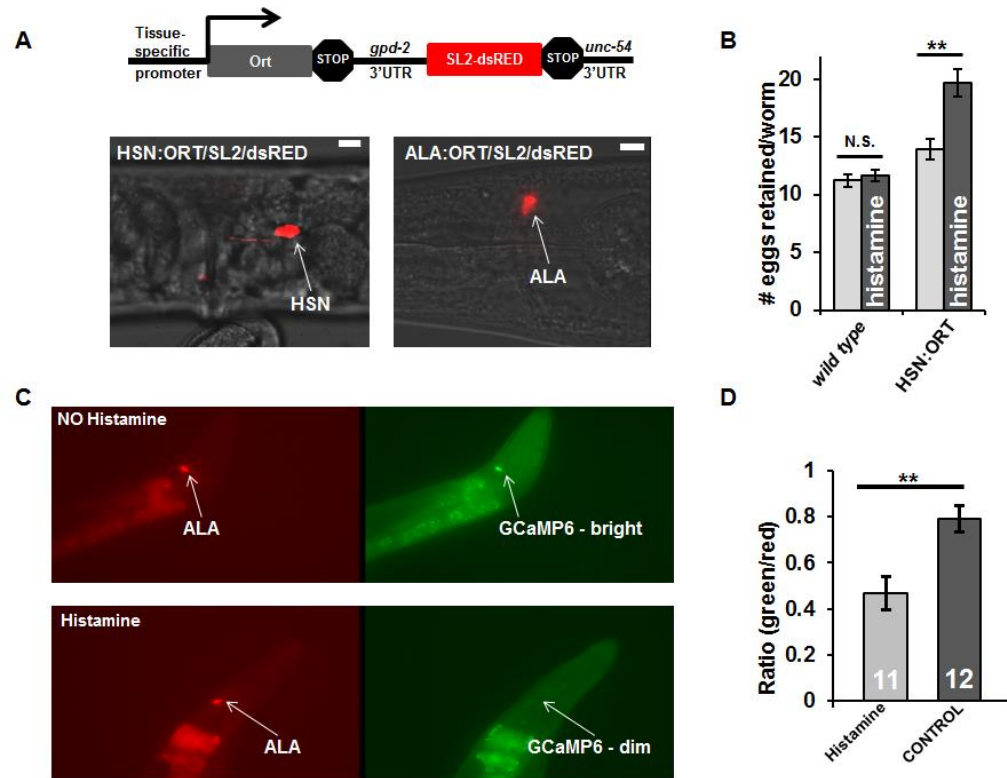 A
Tissue-
specific
promoter
Ort
STOP
gpd-2
3'UTR
SL2-dsRED
STOP
unc-54
3'UTR
HSN:ORT/SL2/dsRED
HSN
ALA:ORT/SL2/dsRED
ALA
B
# eggs retained/worm
20
15
10
5
0
N.S.
**
histamine
histamine
wild type
HSN:ORT
C
NO Histamine
ALA
GCaMP6 - bright
Histamine
ALA
GCaMP6 - dim
D
Ratio (green/red)
1
0.8
0.6
0.4
0.2
0
**
11
12
Histamine
CONTROL